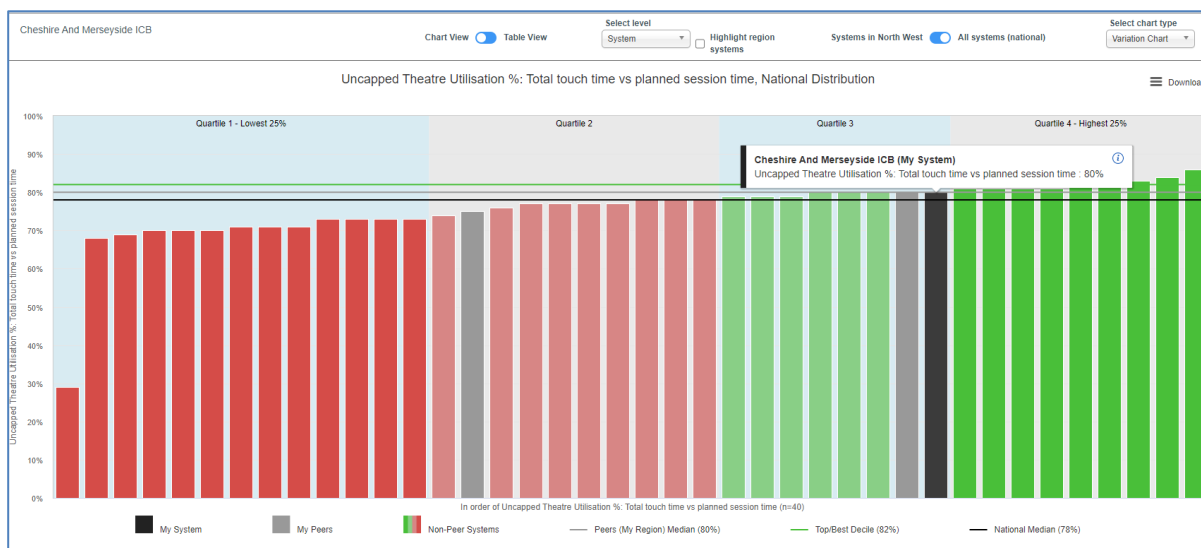 Cheshire And Merseyside ICB
Chart View
Table View
Select level
System
Highlight region
systems
Systems in North West
All systems (national)
Select chart type
Variation Chart
Uncapped Theatre Utilisation %: Total touch time vs planned session time, National Distribution
Downloa
Uncapped Theatre Utilisation %: Total touch time vs planned session time
100%
90%
80%
70%
60%
50%
40%
30%
20%
10%
0%
Quartile 1 - Lowest 25%
Quartile 2
Quartile 3
Quartile 4 - Highest 25%
Cheshire And Merseyside ICB (My System)
Uncapped Theatre Utilisation %: Total touch time vs planned session time : 80%
In order of Uncapped Theatre Utilisation %: Total touch time vs planned session time (n=40)
My System
My Peers
Non-Peer Systems
Peers (My Region) Median (80%)
Top/Best Decile (82%)
National Median (78%)